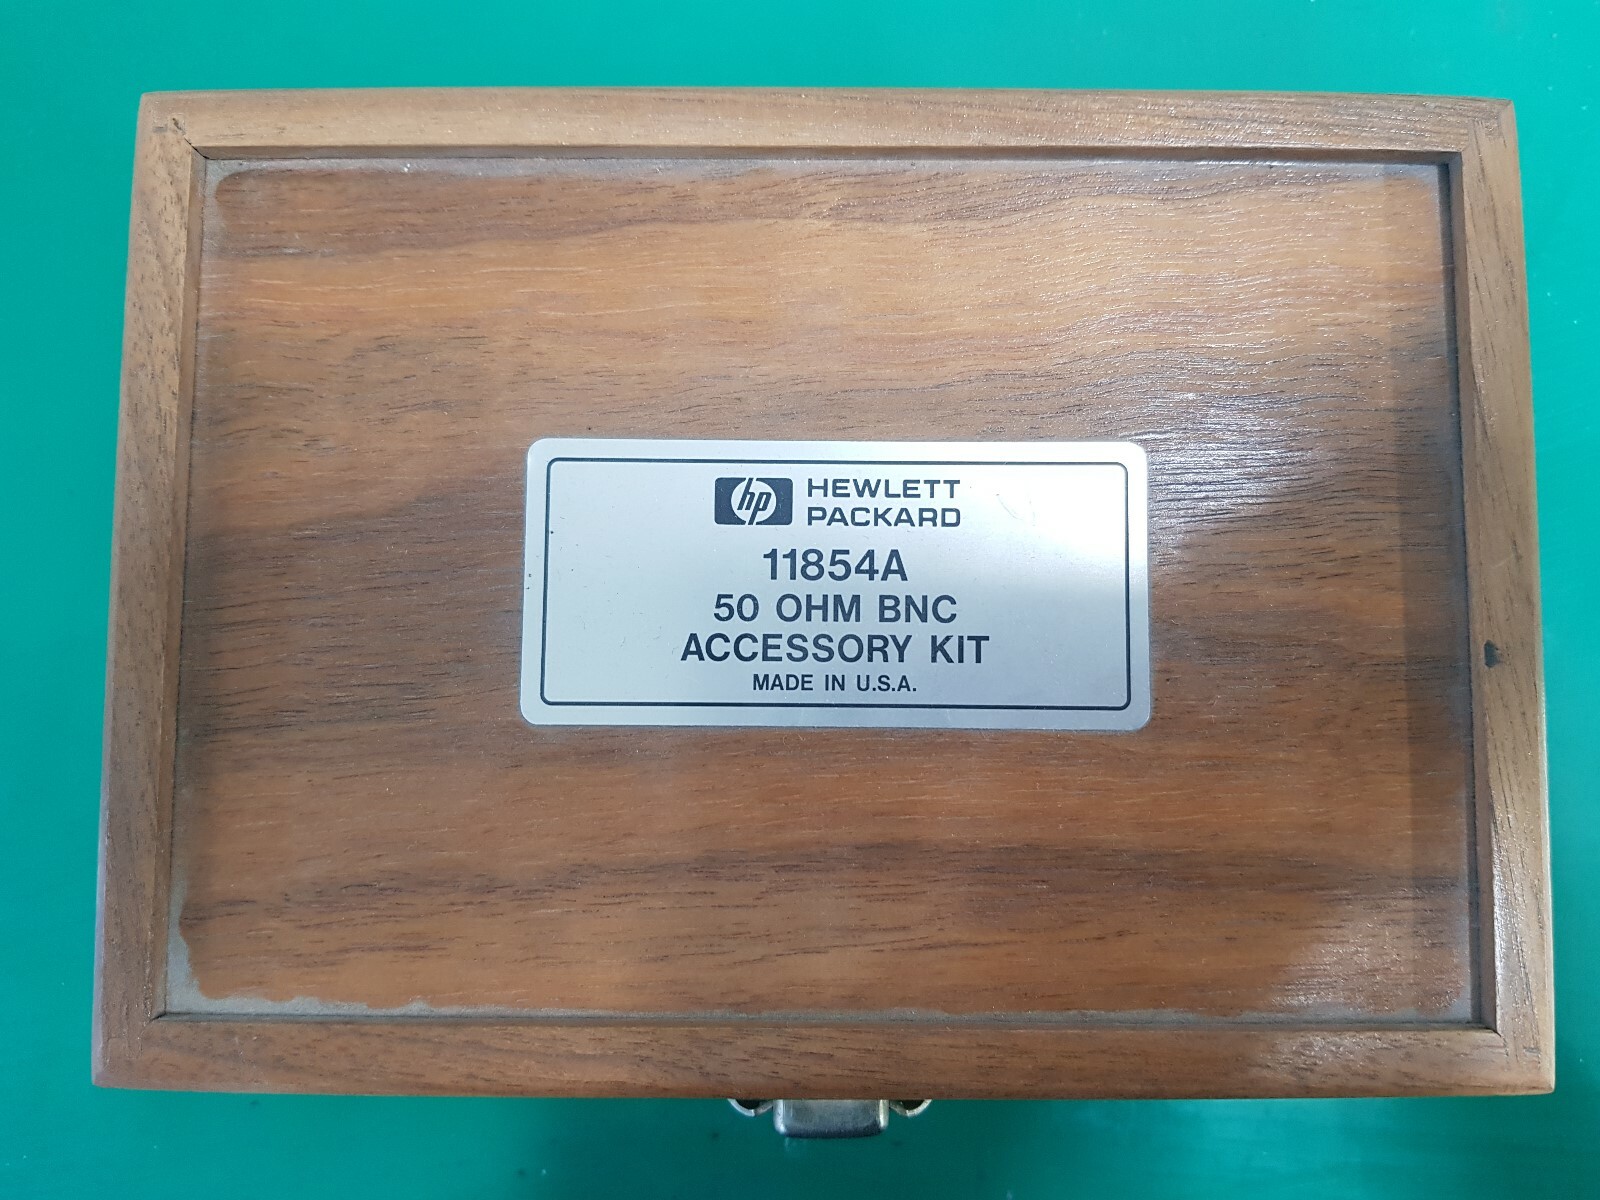 hp HEWLETT
PACKARD
11854A
50 OHM BNC
ACCESSORY KIT
MADE IN U.S.A.